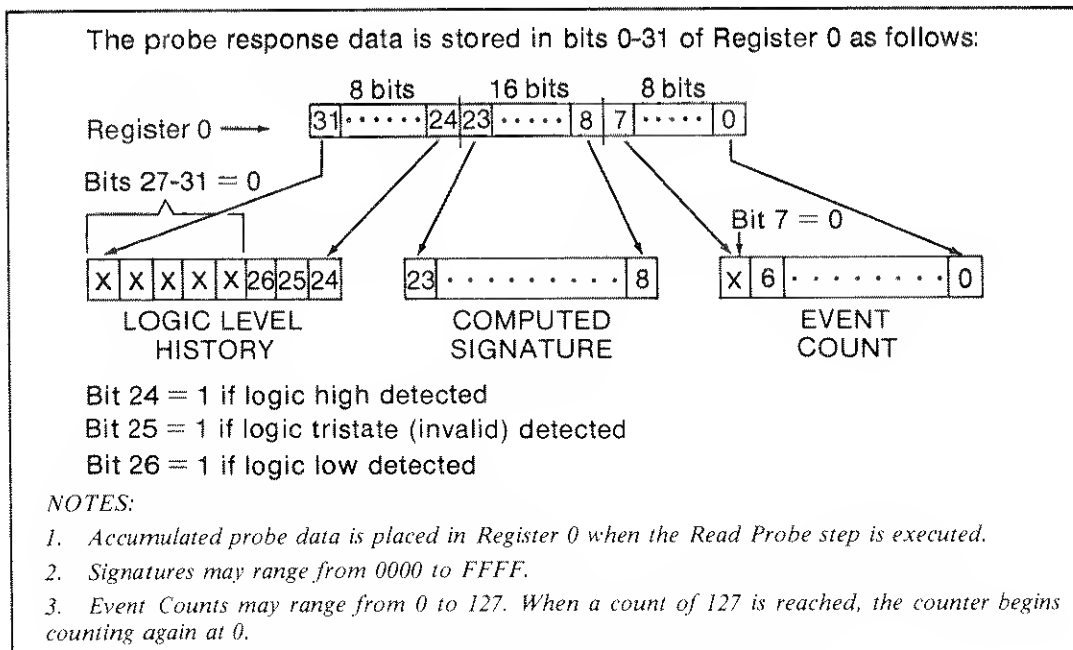 The probe response data is stored in bits 0-31 of Register 0 as follows:
8 bits 16 bits 8 bits
Register 0 31 ······ 24 23 ····· 8 7 ····· 0
Bits 27-31 = 0
Bit 7 = 0
X X X X X 26 25 24 23 ·········· 8 X 6 ········ 0
LOGIC LEVEL HISTORY
COMPUTED SIGNATURE
EVENT COUNT
Bit 24 = 1 if logic high detected
Bit 25 = 1 if logic tristate (invalid) detected
Bit 26 = 1 if logic low detected
NOTES:
1. Accumulated probe data is placed in Register 0 when the Read Probe step is executed.
2. Signatures may range from 0000 to FFFF.
3. Event Counts may range from 0 to 127. When a count of 127 is reached, the counter begins
counting again at 0.